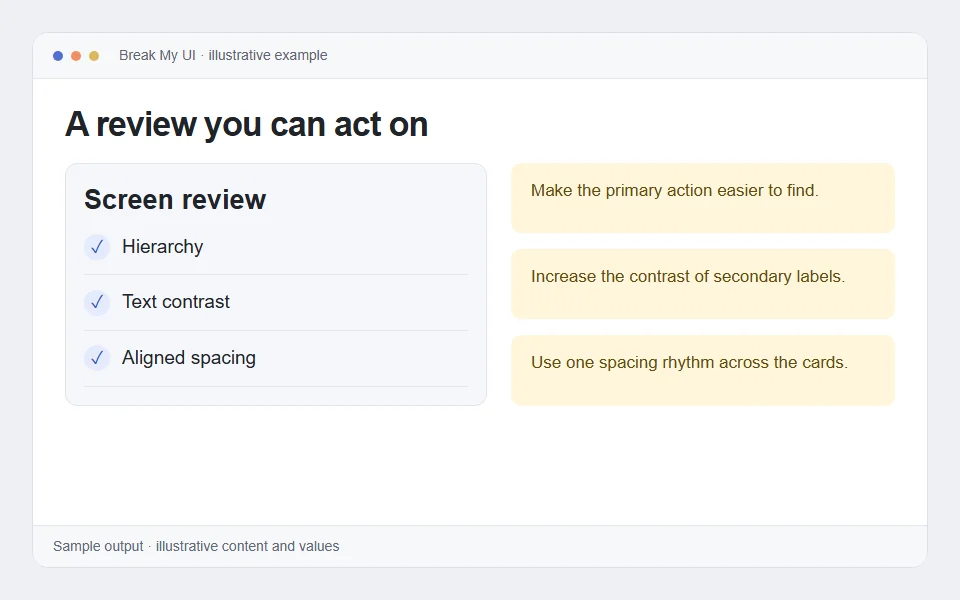 Break My UI · illustrative example
A review you can act on
Screen review
✓ Hierarchy
✓ Text contrast
✓ Aligned spacing
Make the primary action easier to find.
Increase the contrast of secondary labels.
Use one spacing rhythm across the cards.
Sample output · illustrative content and values